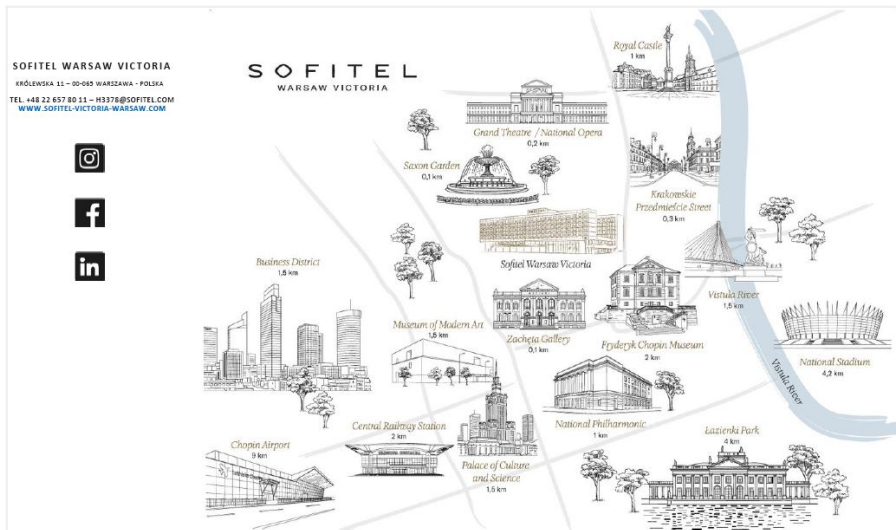 SOFITEL WARSAW VICTORIA
KRÓLEWSKA 11 – 00-065 WARSZAWA - POLSKA
TEL. +48 22 657 80 11 – H3378@SOFITEL.COM
WWW.SOFITEL-VICTORIA-WARSAW.COM
SOFITEL
WARSAW VICTORIA
Royal Castle
1 km
Grand Theatre / National Opera
0,2 km
Saxon Garden
0,1 km
Krakowskie
Przedmieście Street
0,3 km
Sofitel Warsaw Victoria
Business District
1,5 km
Vistula River
1,5 km
Museum of Modern Art
1,5 km
Zachęta Gallery
0,1 km
Fryderyk Chopin Museum
2 km
National Stadium
4,2 km
Vistula River
Central Railway Station
2 km
National Philharmonic
1 km
Łazienki Park
4 km
Chopin Airport
9 km
Palace of Culture
and Science
1,5 km